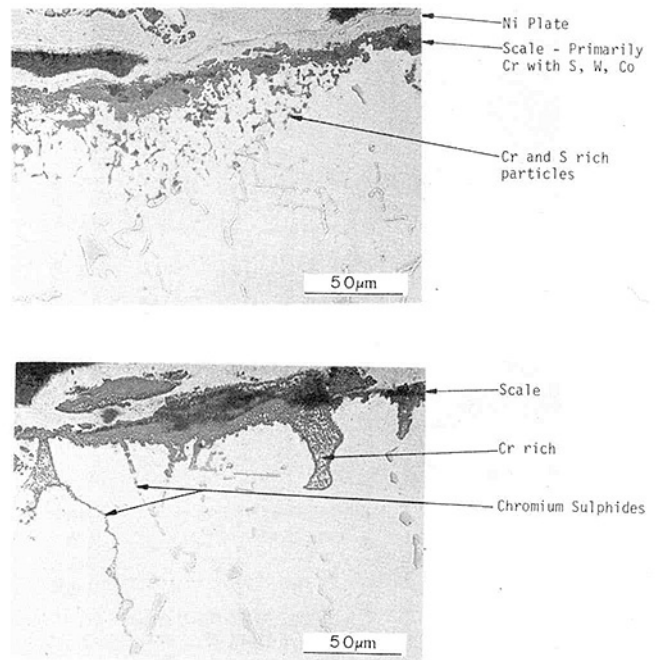 Ni Plate
Scale - Primarily
Cr with S, W, Co
Cr and S rich
particles
50μm
Scale
Cr rich
Chromium Sulphides
50μm